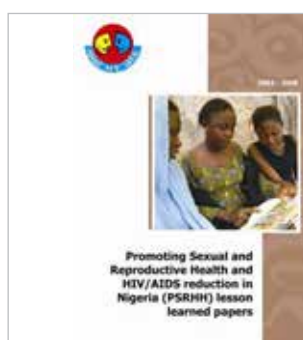 Promoting Sexual and
Reproductive Health and
HIV/AIDS reduction in
Nigeria (PSRHH) lesson
learned papers